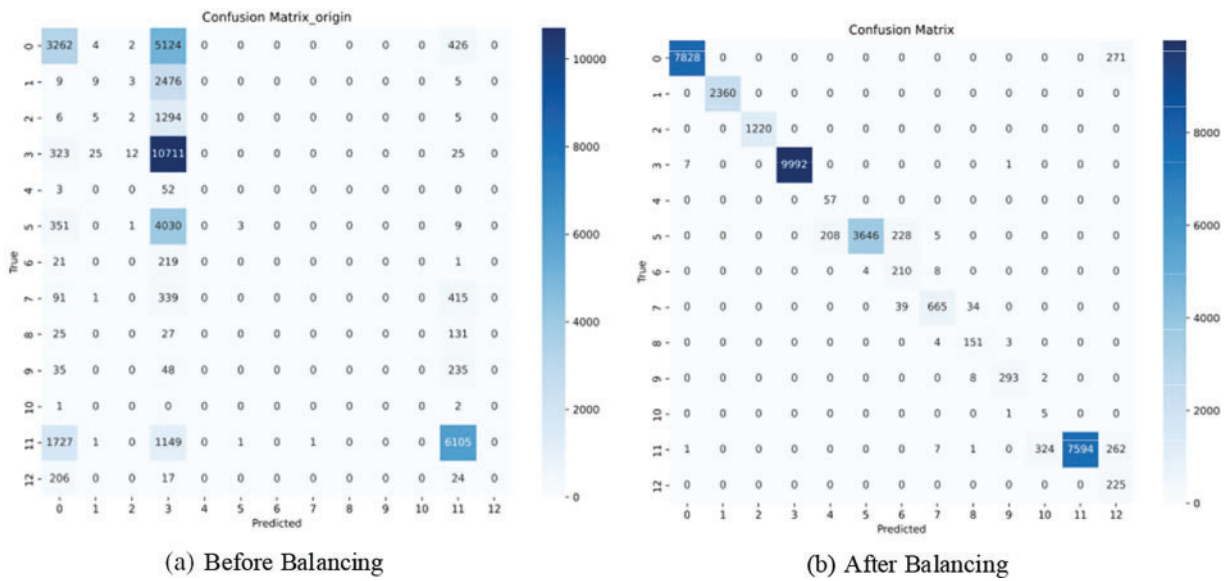 Confusion Matrix_origin
0 3262 4 2 5124 0 0 0 0 0 0 0 426 0
1 9 9 3 2476 0 0 0 0 0 0 0 5 0
2 6 5 2 1294 0 0 0 0 0 0 0 5 0
3 323 25 12 10711 0 0 0 0 0 0 0 25 0
4 3 0 0 52 0 0 0 0 0 0 0 0 0
5 351 0 1 4030 0 3 0 0 0 0 0 9 0
6 21 0 0 219 0 0 0 0 0 0 0 1 0
7 91 1 0 339 0 0 0 0 0 0 0 415 0
8 25 0 0 27 0 0 0 0 0 0 0 131 0
9 35 0 0 48 0 0 0 0 0 0 0 235 0
10 1 0 0 0 0 0 0 0 0 0 0 2 0
11 1727 1 0 1149 0 1 0 1 0 0 0 6105 0
12 206 0 0 17 0 0 0 0 0 0 0 24 0
0 1 2 3 4 5 6 7 8 9 10 11 12
True
Predicted
10000
8000
6000
4000
2000
0
(a) Before Balancing
Confusion Matrix
0 7828 0 0 0 0 0 0 0 0 0 0 0 271
1 0 2360 0 0 0 0 0 0 0 0 0 0 0
2 0 0 1220 0 0 0 0 0 0 0 0 0 0
3 7 0 0 9992 0 0 0 0 0 1 0 0 0
4 0 0 0 0 57 0 0 0 0 0 0 0 0
5 0 0 0 0 208 3646 228 5 0 0 0 0 0
6 0 0 0 0 0 4 210 8 0 0 0 0 0
7 0 0 0 0 0 0 39 665 34 0 0 0 0
8 0 0 0 0 0 0 0 4 151 3 0 0 0
9 0 0 0 0 0 0 0 0 8 293 2 0 0
10 0 0 0 0 0 0 0 0 0 1 5 0 0
11 1 0 0 0 0 0 0 7 1 0 324 7594 262
12 0 0 0 0 0 0 0 0 0 0 0 0 225
0 1 2 3 4 5 6 7 8 9 10 11 12
True
Predicted
8000
6000
4000
2000
0
(b) After Balancing